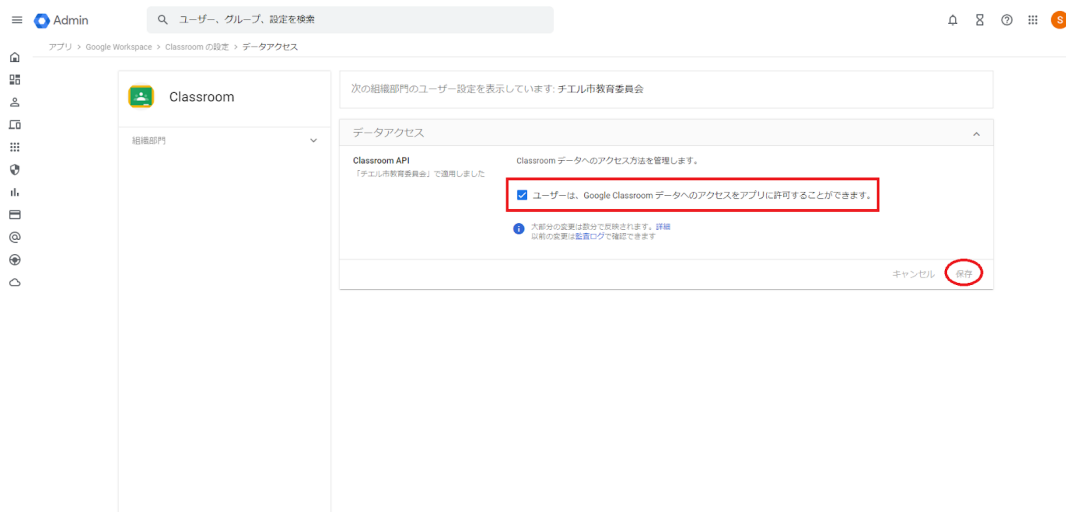 Admin
ユーザー、グループ、設定を検索
S
アプリ > Google Workspace > Classroom の設定 > データアクセス
Classroom
組織部門
次の組織部門のユーザー設定を表示しています: チエル市教育委員会
データアクセス
Classroom API
「チエル市教育委員会」で適用しました
Classroom データへのアクセス方法を管理します。
ユーザーは、Google Classroom データへのアクセスをアプリに許可することができます。
大部分の変更は数分で反映されます。詳細
以前の変更は監査ログで確認できます
キャンセル
保存